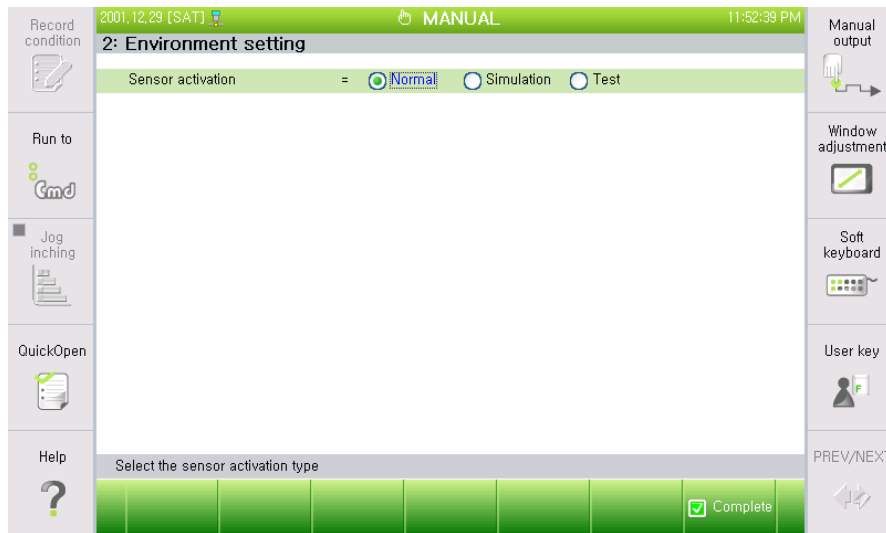 2001,12,29 [SAT]
MANUAL
11:52:39 PM
2: Environment setting
Sensor activation = Normal Simulation Test
Record
condition
Run to
Cmd
Jog
inching
QuickOpen
Help
?
Manual
output
Window
adjustment
Soft
keyboard
User key
F
PREV/NEXT
Select the sensor activation type
Complete